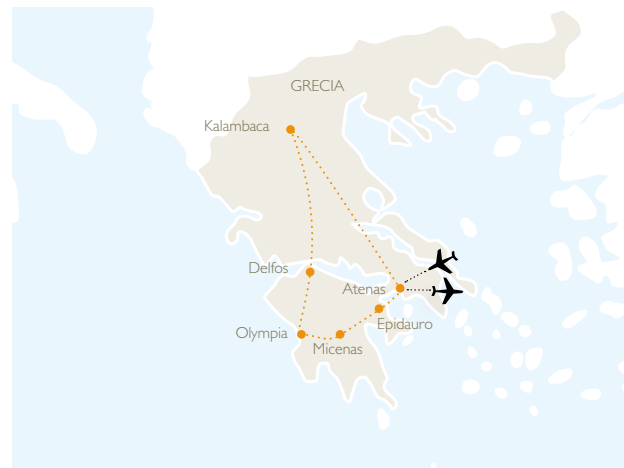 GRECIA
Kalambaca
Delfos
Atenas
Epidauro
Olympia
Micenas